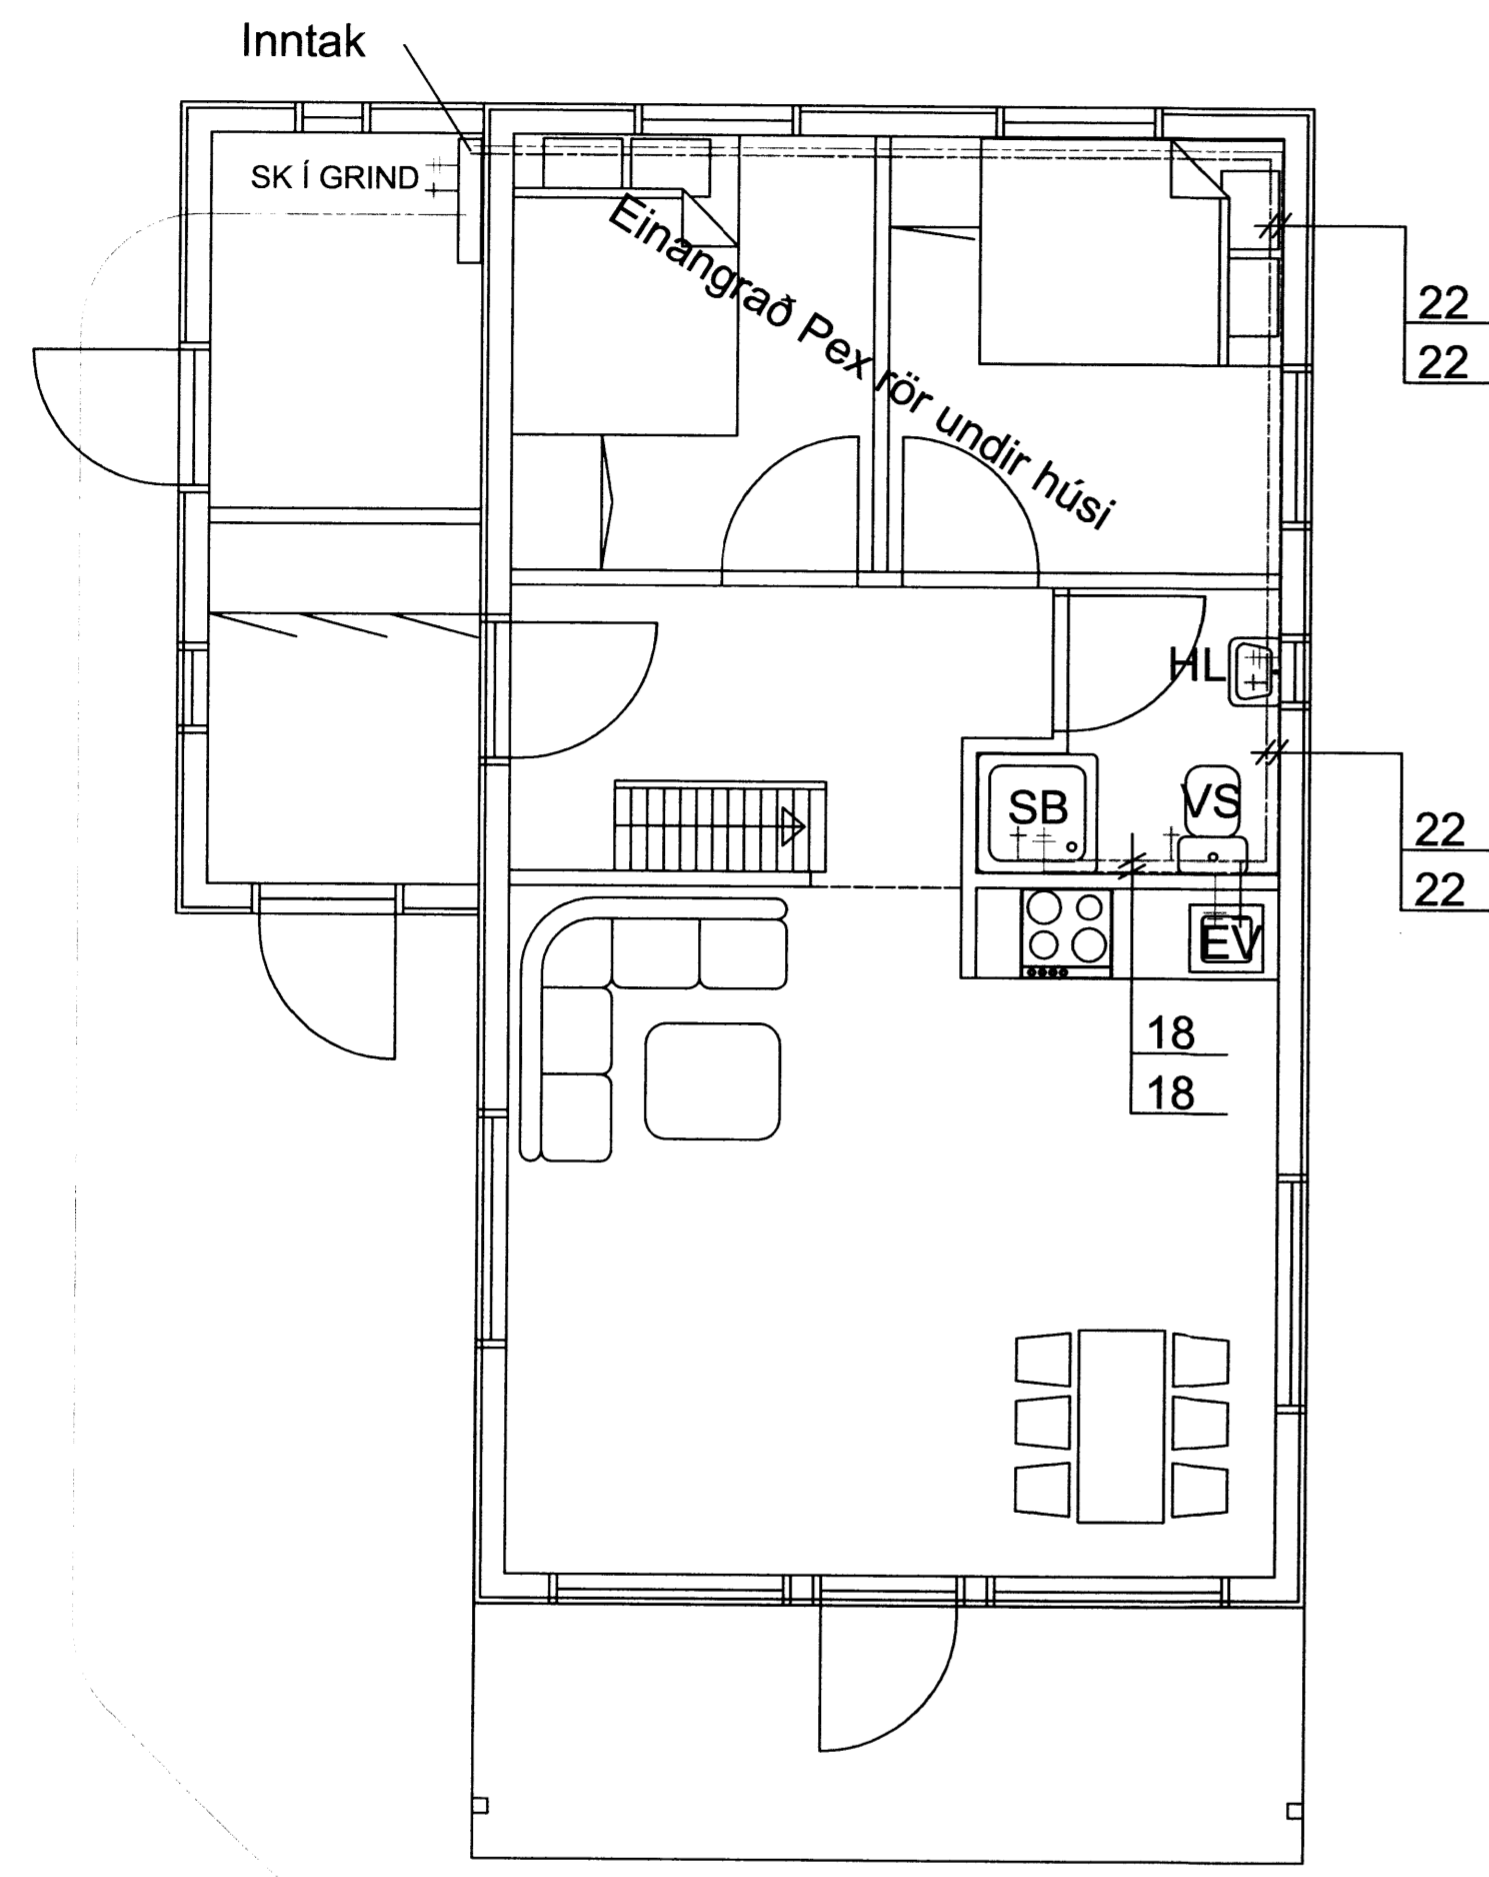 Inntak
SK Í GRIND
Einangrað Pex rör undir húsi
22
22
HL
SB
VS
22
22
EV
18
18